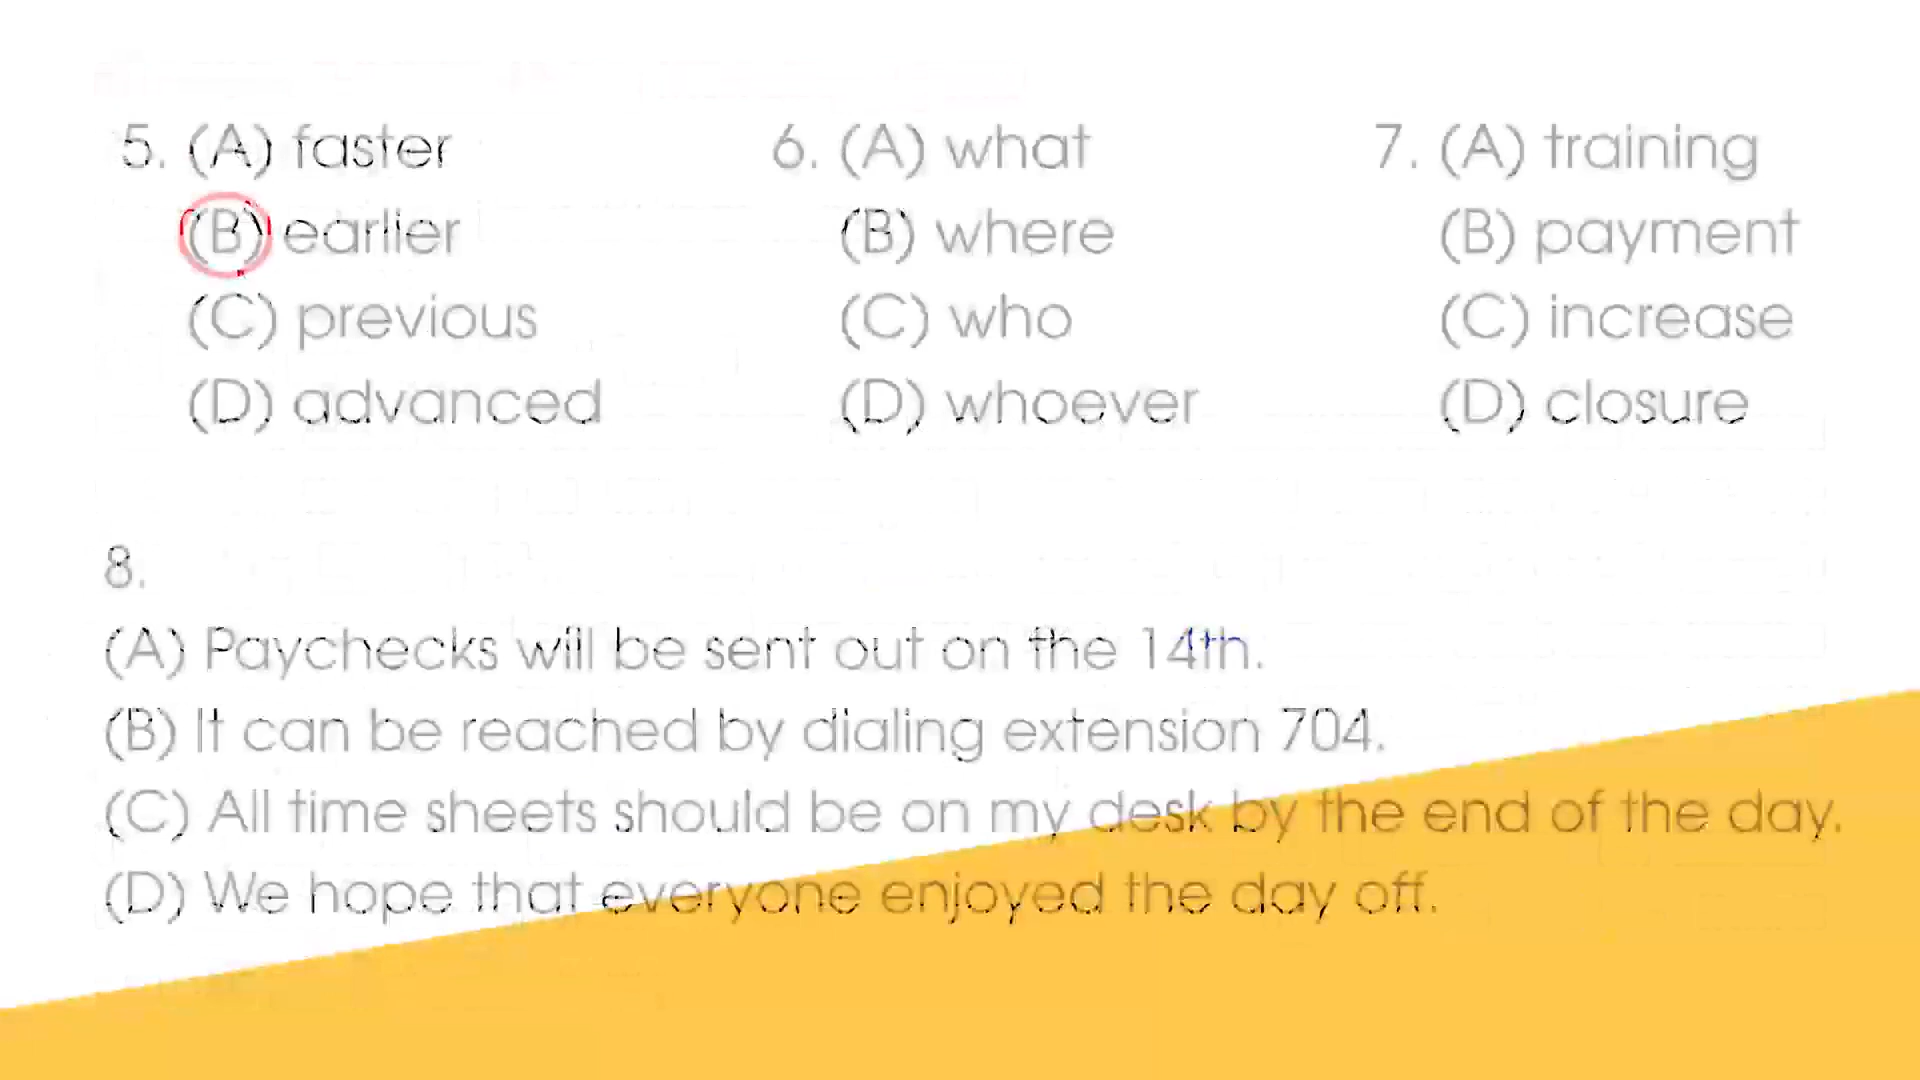 5. (A) faster
(B) earlier
(C) previous
(D) advanced
6. (A) what
(B) where
(C) who
(D) whoever
7. (A) training
(B) payment
(C) increase
(D) closure
8.
(A) Paychecks will be sent out on the 14th.
(B) It can be reached by dialing extension 704.
(C) All time sheets should be on my desk by the end of the day.
(D) We hope that everyone enjoyed the day off.